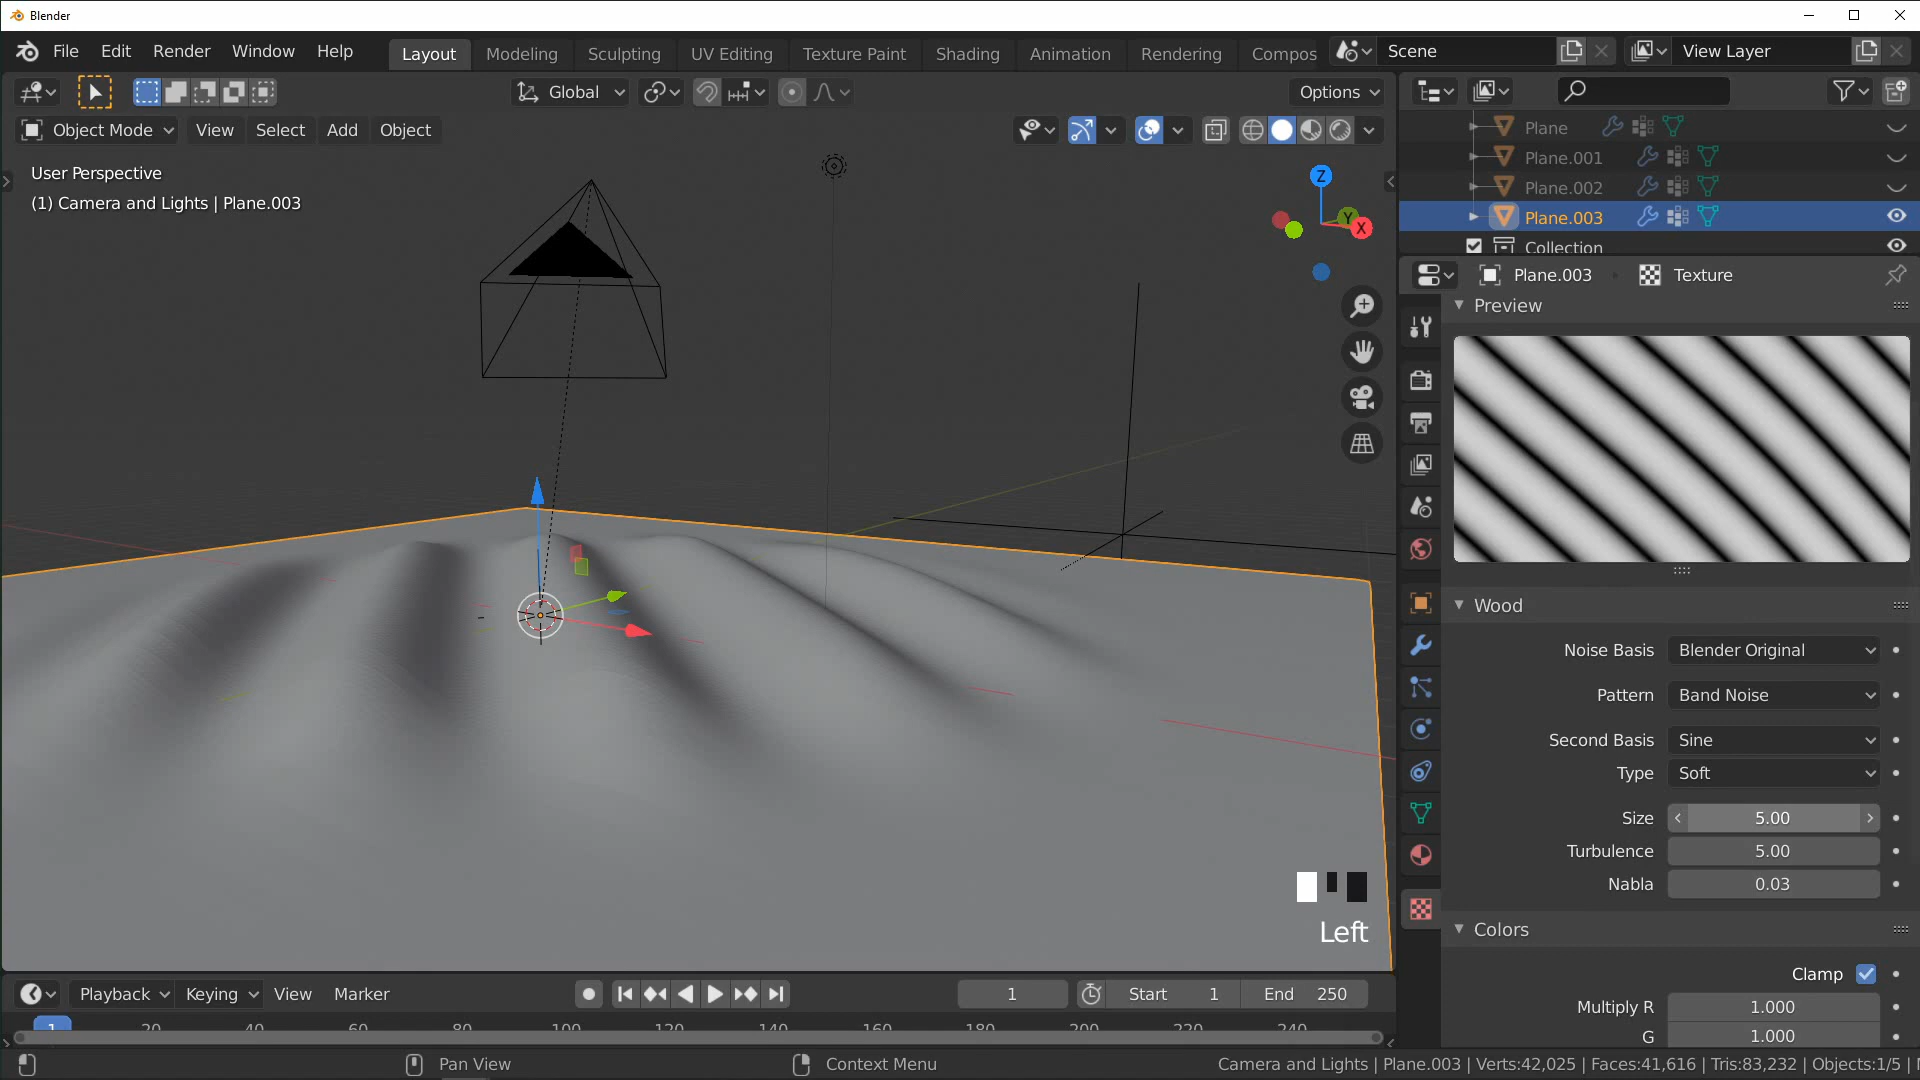 Blender
File Edit Render Window Help
Layout Modeling Sculpting UV Editing Texture Paint Shading Animation Rendering Compos
Scene
View Layer
Global
Options
Object Mode View Select Add Object
User Perspective
(1) Camera and Lights | Plane.003
Z
Y
X
Plane
Plane.001
Plane.002
Plane.003
Collection
Plane.003
Texture
Preview
Wood
Noise Basis Blender Original
Pattern Band Noise
Second Basis Sine
Type Soft
Size 5.00
Turbulence 5.00
Nabla 0.03
Colors
Clamp
Multiply R 1.000
G 1.000
Left
Playback Keying View Marker
1
Start 1
End 250
1 20 40 60 80 100 120 140 160 180 200 220 240
Pan View
Context Menu
Camera and Lights | Plane.003 | Verts:42,025 | Faces:41,616 | Tris:83,232 | Objects:1/5 |